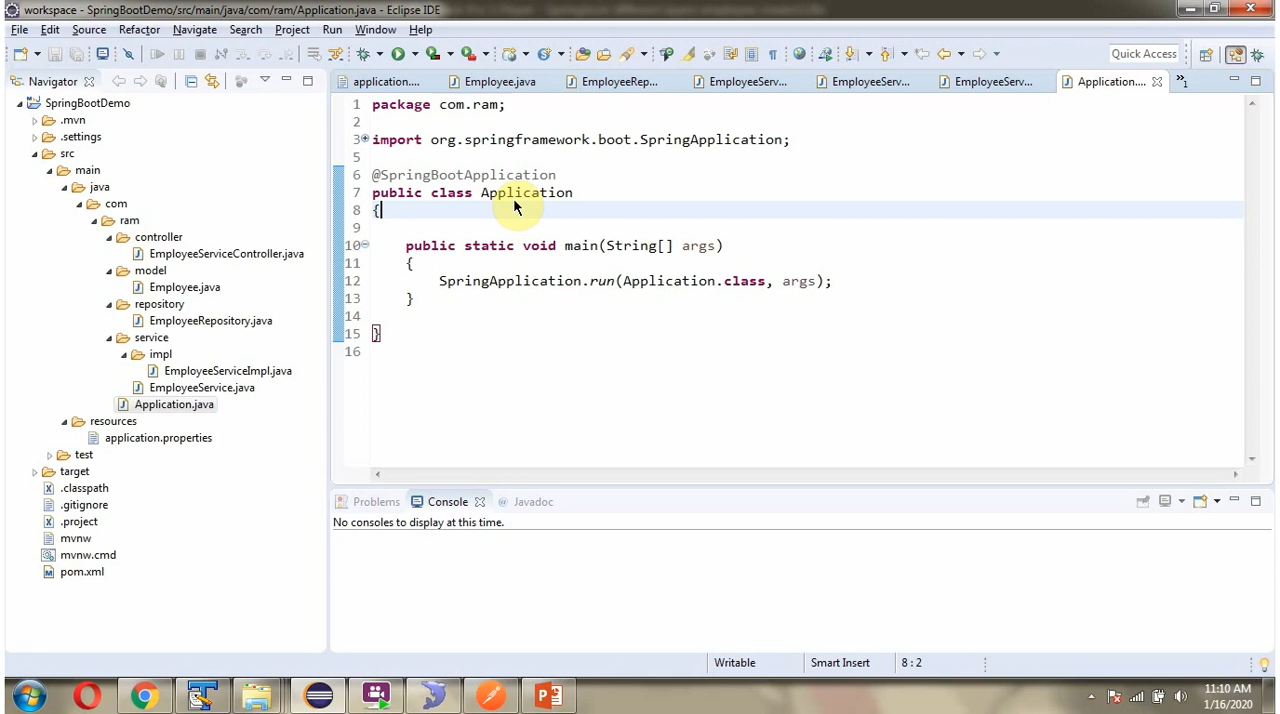 workspace - SpringBootDemo/src/main/java/com/ram/Application.java - Eclipse IDE
File Edit Source Refactor Navigate Search Project Run Window Help
Quick Access
Navigator
SpringBootDemo
.mvn
.settings
src
main
java
com
ram
controller
EmployeeServiceController.java
model
Employee.java
repository
EmployeeRepository.java
service
impl
EmployeeServiceImpl.java
EmployeeService.java
Application.java
resources
application.properties
test
target
.classpath
.gitignore
.project
mvnw
mvnw.cmd
pom.xml
application.... Employee.java EmployeeRep... EmployeeServ... EmployeeServ... EmployeeServ... Application.... »1
1 package com.ram;
2
3 import org.springframework.boot.SpringApplication;
5
6 @SpringBootApplication
7 public class Application
8 {
9
10 public static void main(String[] args)
11 {
12 SpringApplication.run(Application.class, args);
13 }
14
15 }
16
Problems Console @ Javadoc
No consoles to display at this time.
Writable Smart Insert 8 : 2
11:10 AM
1/16/2020